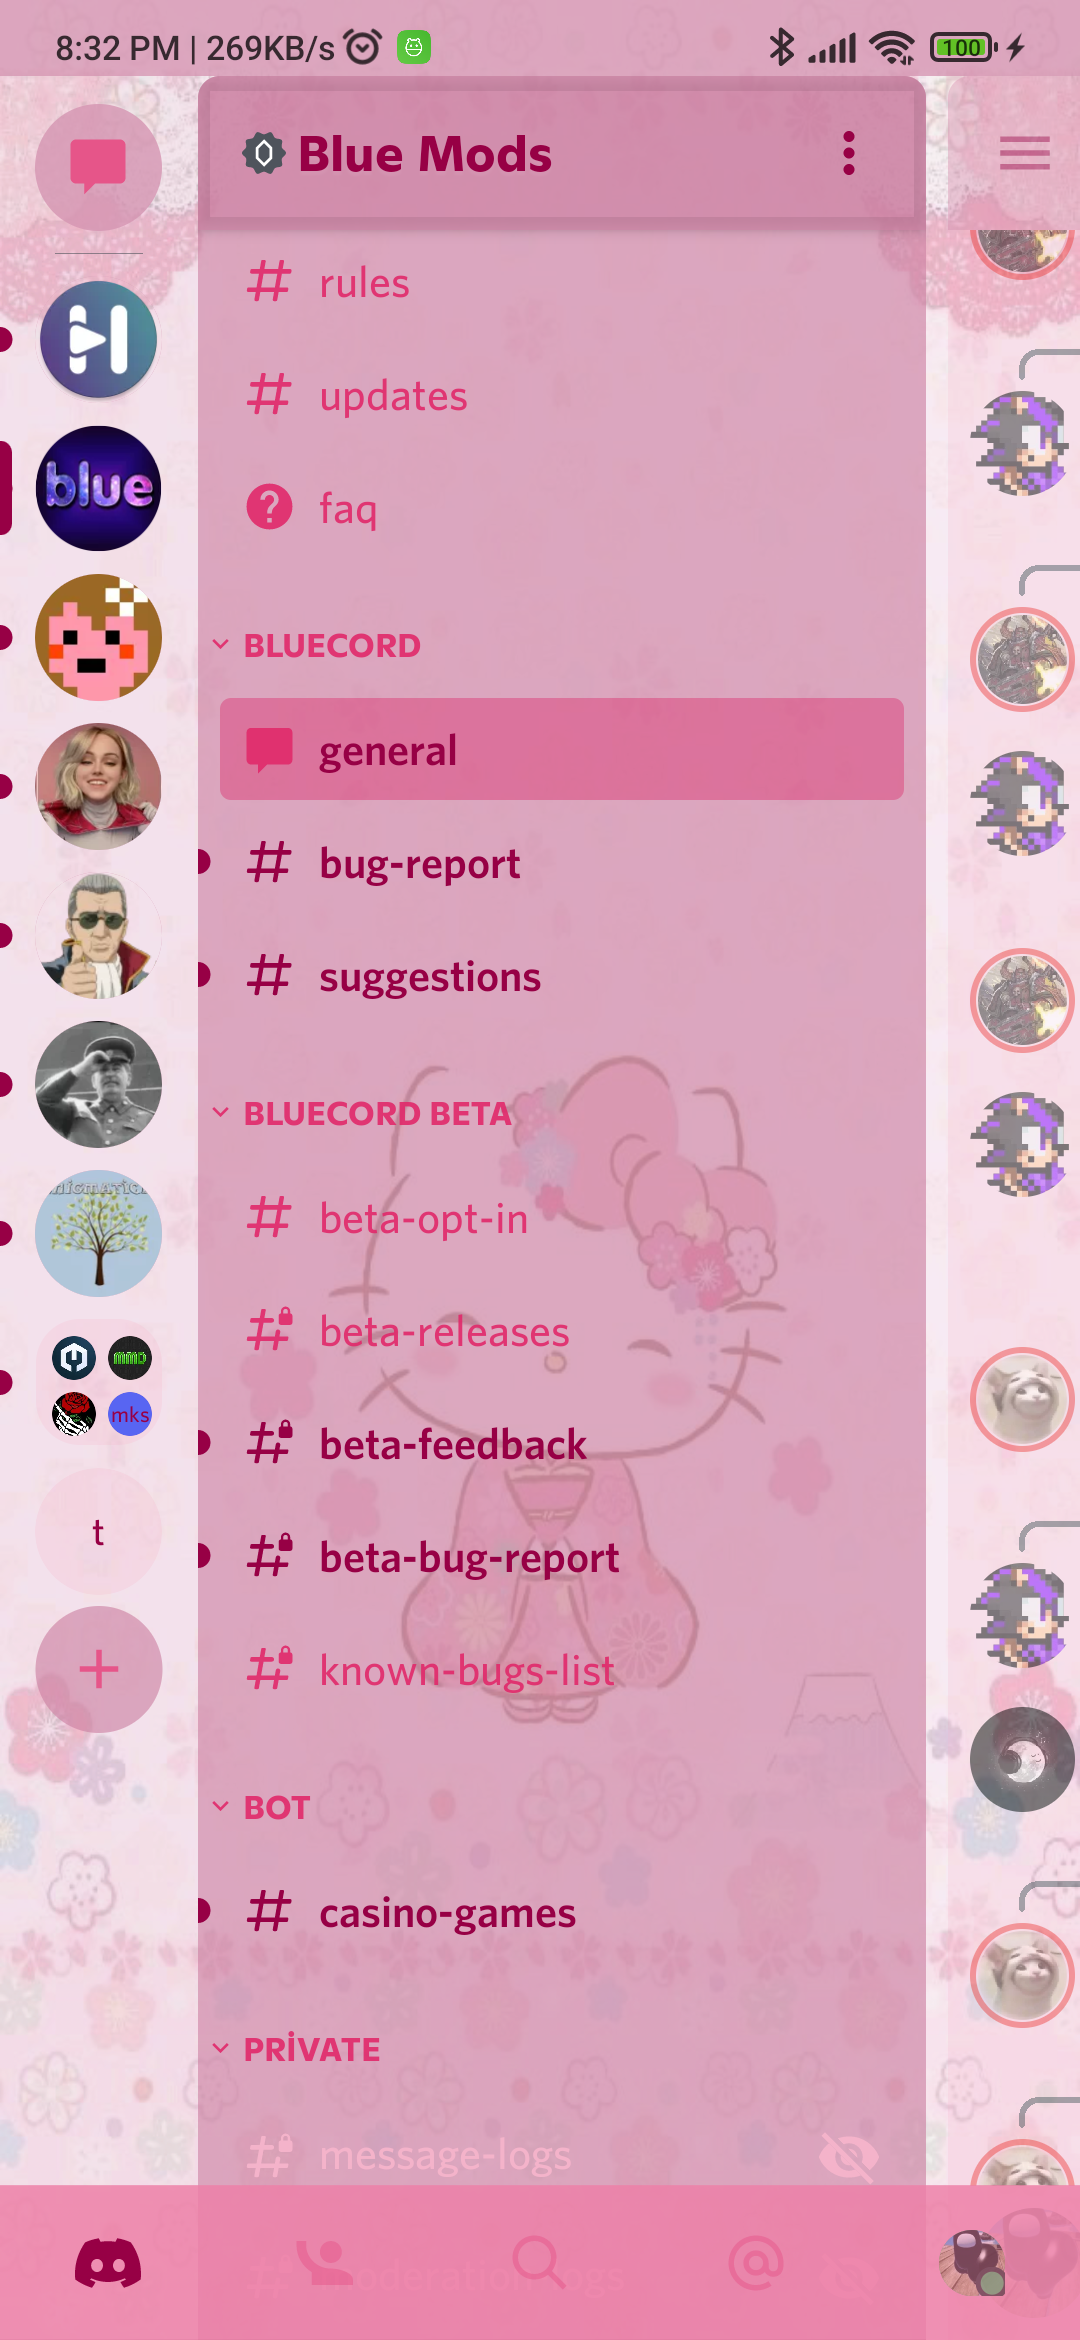 8:32 PM | 269KB/s
100
Blue Mods
rules
updates
faq
blue
BLUECORD
general
bug-report
suggestions
BLUECORD BETA
beta-opt-in
beta-releases
beta-feedback
beta-bug-report
known-bugs-list
mks
t
BOT
casino-games
PRİVATE
message-logs